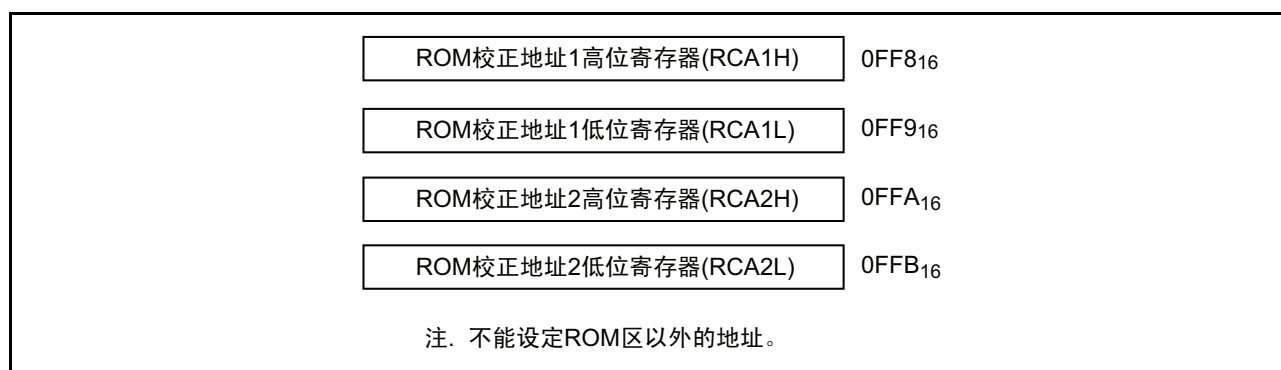 ROM校正地址1高位寄存器(RCA1H) 0FF8₁₆
ROM校正地址1低位寄存器(RCA1L) 0FF9₁₆
ROM校正地址2高位寄存器(RCA2H) 0FFA₁₆
ROM校正地址2低位寄存器(RCA2L) 0FFB₁₆
注. 不能设定ROM区以外的地址。